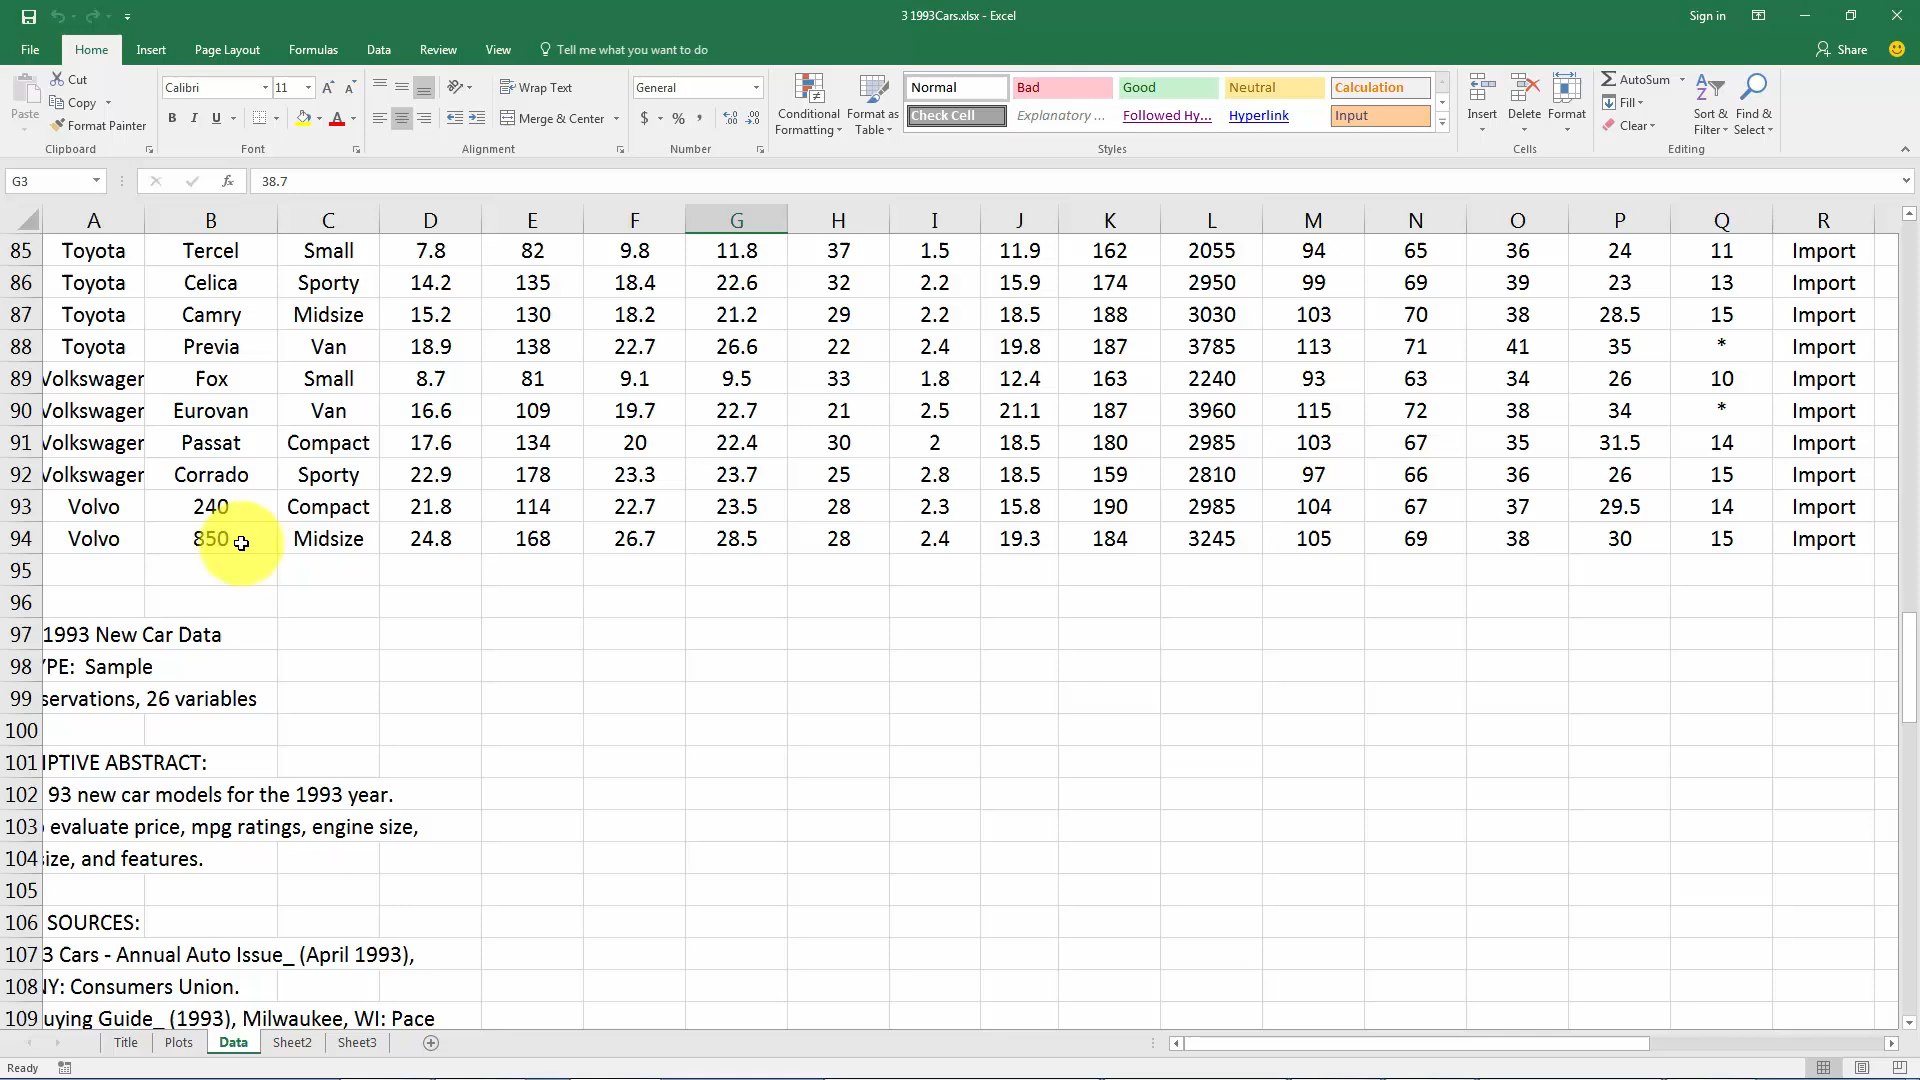 3 1993Cars.xlsx - Excel
Sign in
File Home Insert Page Layout Formulas Data Review View Tell me what you want to do Share
Paste Cut Copy Format Painter Clipboard
Calibri 11 A A B I U A Font
Wrap Text Merge & Center Alignment
General $ % , Number
Conditional Formatting Format as Table
Normal Bad Good Neutral Calculation
Check Cell Explanatory ... Followed Hy... Hyperlink Input
Styles
Insert Delete Format Cells
AutoSum Fill Clear Sort & Filter Find & Select Editing
G3 fx 38.7
A B C D E F G H I J K L M N O P Q R
85 Toyota Tercel Small 7.8 82 9.8 11.8 37 1.5 11.9 162 2055 94 65 36 24 11 Import
86 Toyota Celica Sporty 14.2 135 18.4 22.6 32 2.2 15.9 174 2950 99 69 39 23 13 Import
87 Toyota Camry Midsize 15.2 130 18.2 21.2 29 2.2 18.5 188 3030 103 70 38 28.5 15 Import
88 Toyota Previa Van 18.9 138 22.7 26.6 22 2.4 19.8 187 3785 113 71 41 35 * Import
89 Volkswagen Fox Small 8.7 81 9.1 9.5 33 1.8 12.4 163 2240 93 63 34 26 10 Import
90 Volkswagen Eurovan Van 16.6 109 19.7 22.7 21 2.5 21.1 187 3960 115 72 38 34 * Import
91 Volkswagen Passat Compact 17.6 134 20 22.4 30 2 18.5 180 2985 103 67 35 31.5 14 Import
92 Volkswagen Corrado Sporty 22.9 178 23.3 23.7 25 2.8 18.5 159 2810 97 66 36 26 15 Import
93 Volvo 240 Compact 21.8 114 22.7 23.5 28 2.3 15.8 190 2985 104 67 37 29.5 14 Import
94 Volvo 850 Midsize 24.8 168 26.7 28.5 28 2.4 19.3 184 3245 105 69 38 30 15 Import
95
96
97 1993 New Car Data
98 YPE: Sample
99 servations, 26 variables
100
101 IPTIVE ABSTRACT:
102 93 new car models for the 1993 year.
103 evaluate price, mpg ratings, engine size,
104 size, and features.
105
106 SOURCES:
107 3 Cars - Annual Auto Issue_ (April 1993),
108 NY: Consumers Union.
109 uying Guide_ (1993), Milwaukee, WI: Pace
Title Plots Data Sheet2 Sheet3
Ready